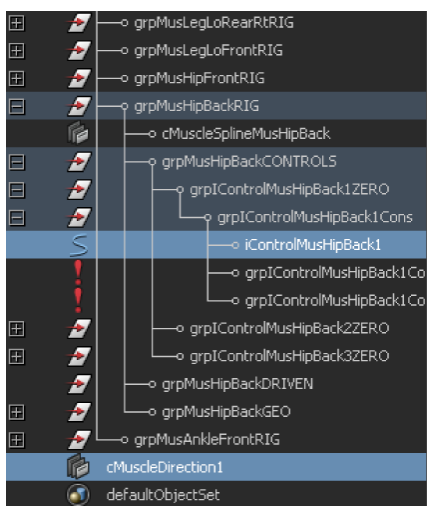 grpMusLegLoRearRtRIG
grpMusLegLoFrontRIG
grpMusHipFrontRIG
grpMusHipBackRIG
cMuscleSplineMusHipBack
grpMusHipBackCONTROLS
grpIControlMusHipBack1ZERO
grpIControlMusHipBack1Cons
iControlMusHipBack1
grpIControlMusHipBack1Co
grpIControlMusHipBack1Co
grpIControlMusHipBack2ZERO
grpIControlMusHipBack3ZERO
grpMusHipBackDRIVEN
grpMusHipBackGEO
grpMusAnkleFrontRIG
cMuscleDirection1
defaultObjectSet